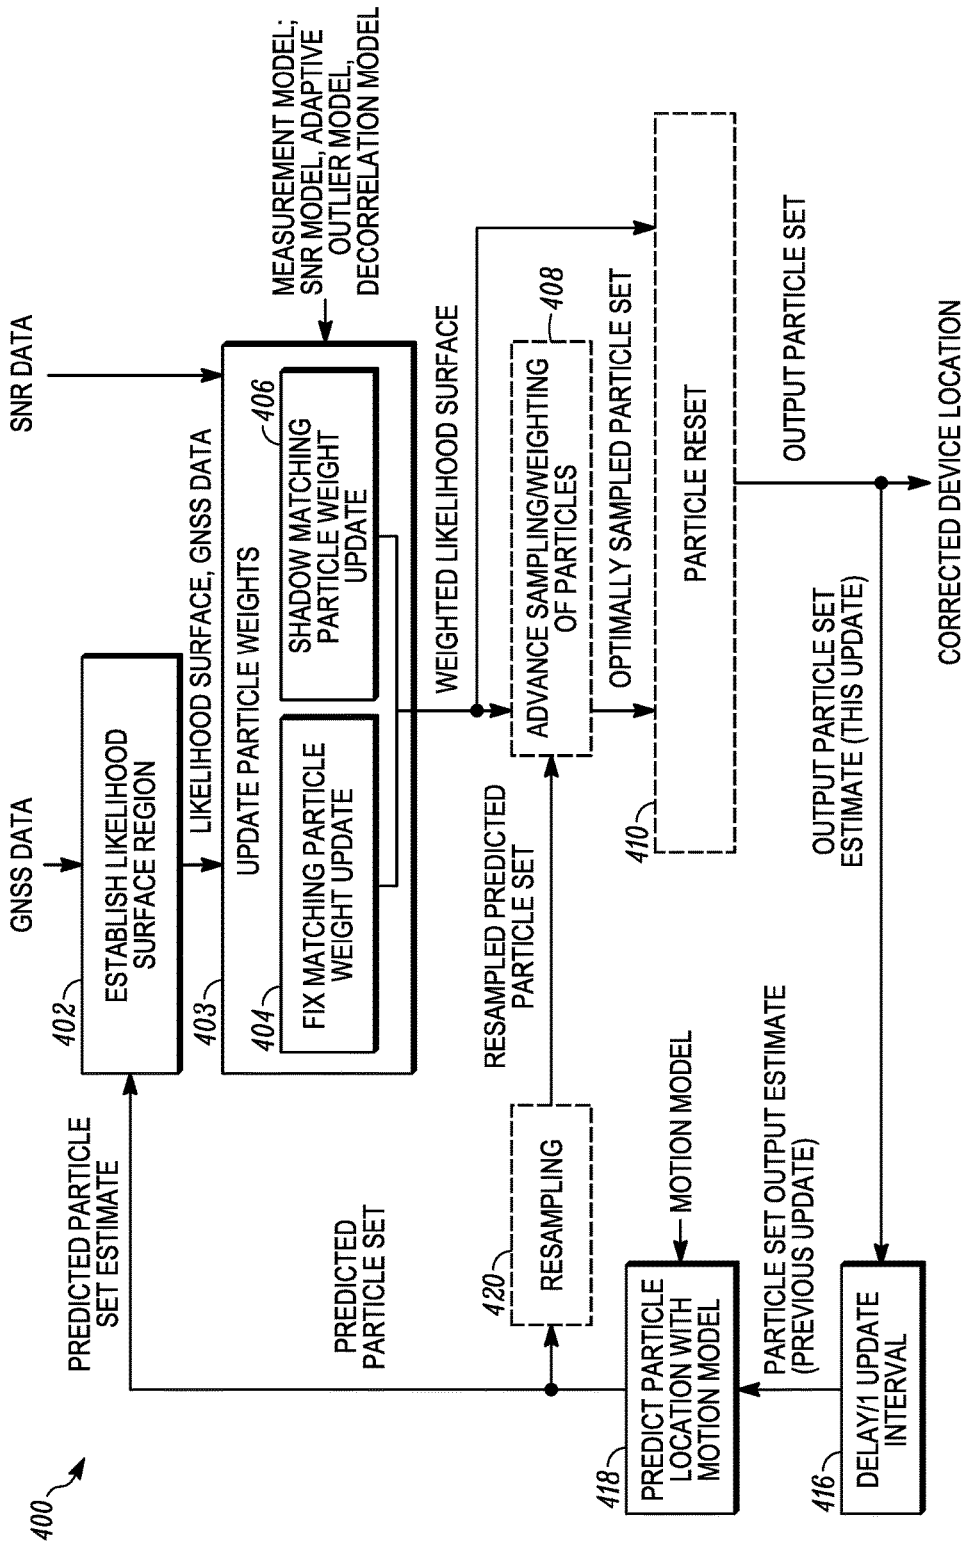 400
GNSS DATA
SNR DATA
402
ESTABLISH LIKELIHOOD
SURFACE REGION
PREDICTED PARTICLE
SET ESTIMATE
LIKELIHOOD SURFACE, GNSS DATA
403
UPDATE PARTICLE WEIGHTS
404
FIX MATCHING PARTICLE
WEIGHT UPDATE
406
SHADOW MATCHING
PARTICLE WEIGHT
UPDATE
MEASUREMENT MODEL;
SNR MODEL, ADAPTIVE
OUTLIER MODEL,
DECORRELATION MODEL
WEIGHTED LIKELIHOOD SURFACE
PREDICTED
PARTICLE SET
420
RESAMPLING
RESAMPLED PREDICTED
PARTICLE SET
408
ADVANCE SAMPLING/WEIGHTING
OF PARTICLES
OPTIMALLY SAMPLED PARTICLE SET
410
PARTICLE RESET
418
PREDICT PARTICLE
LOCATION WITH
MOTION MODEL
MOTION MODEL
PARTICLE SET OUTPUT ESTIMATE
(PREVIOUS UPDATE)
OUTPUT PARTICLE SET
OUTPUT PARTICLE SET
ESTIMATE (THIS UPDATE)
416
DELAY/1 UPDATE
INTERVAL
CORRECTED DEVICE LOCATION